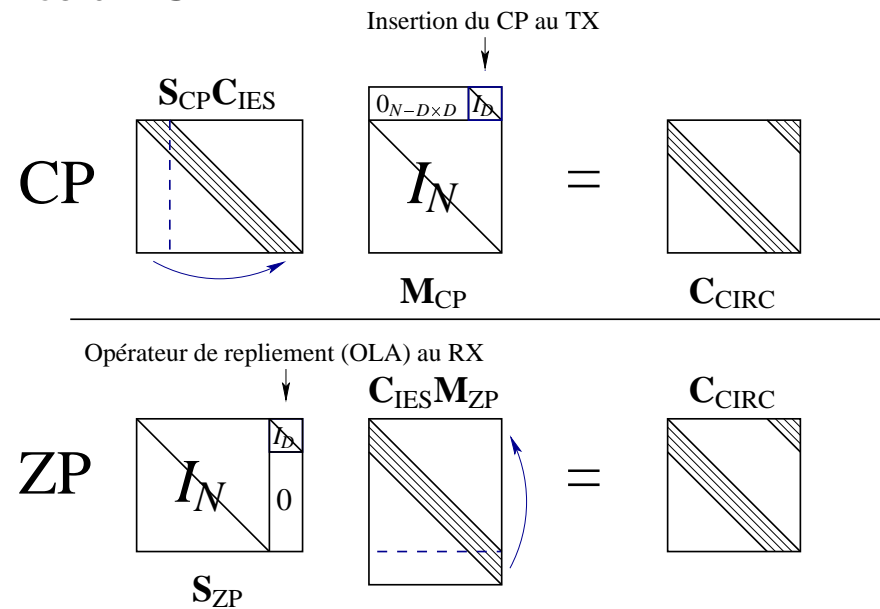 Insertion du CP au TX
S_CP C_IES
0_{N−D×D} I_D
CP
I_N
=
M_CP
C_CIRC
Opérateur de repliement (OLA) au RX
C_IES M_ZP
C_CIRC
I_D
ZP
I_N
0
=
S_ZP